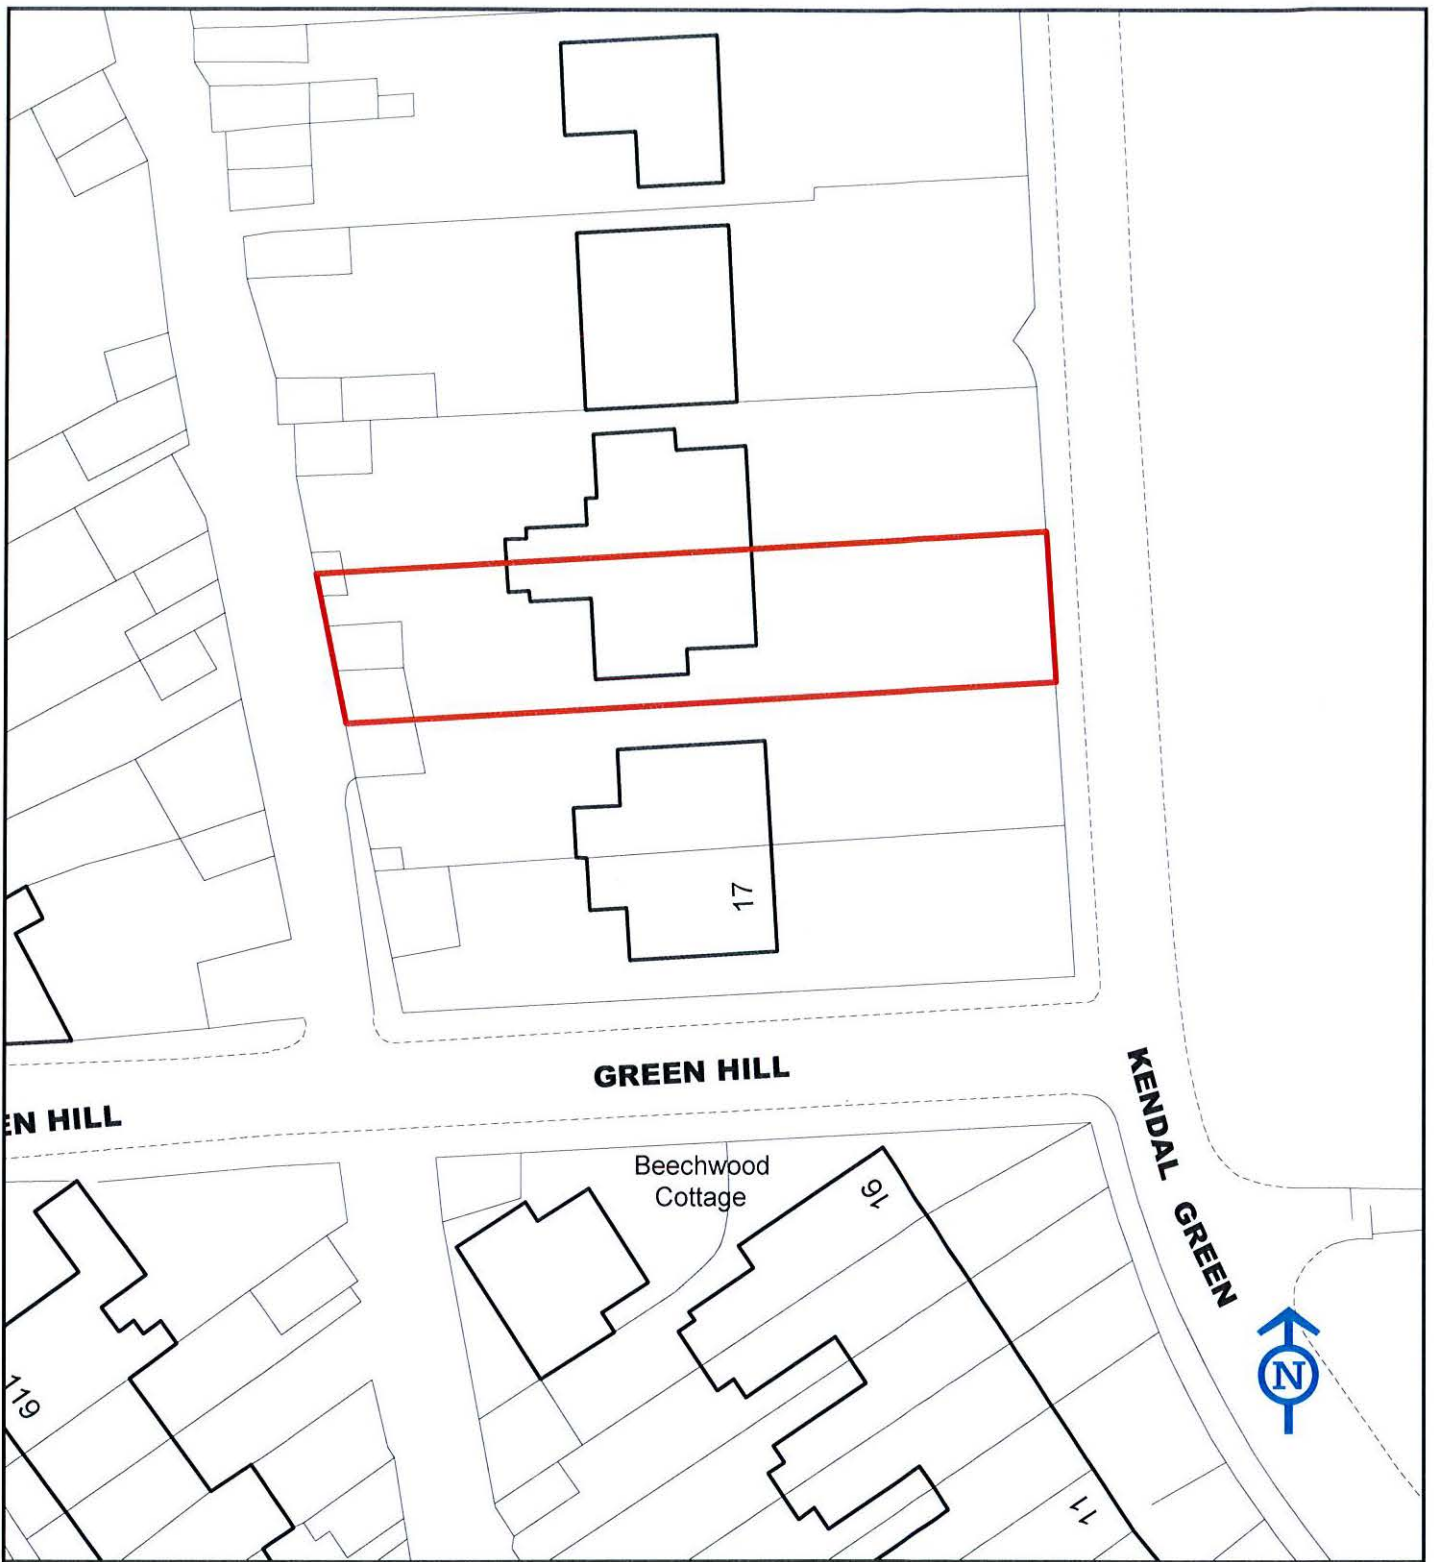 17
GREEN HILL
EN HILL
KENDAL GREEN
Beechwood
Cottage
16
119
11
N